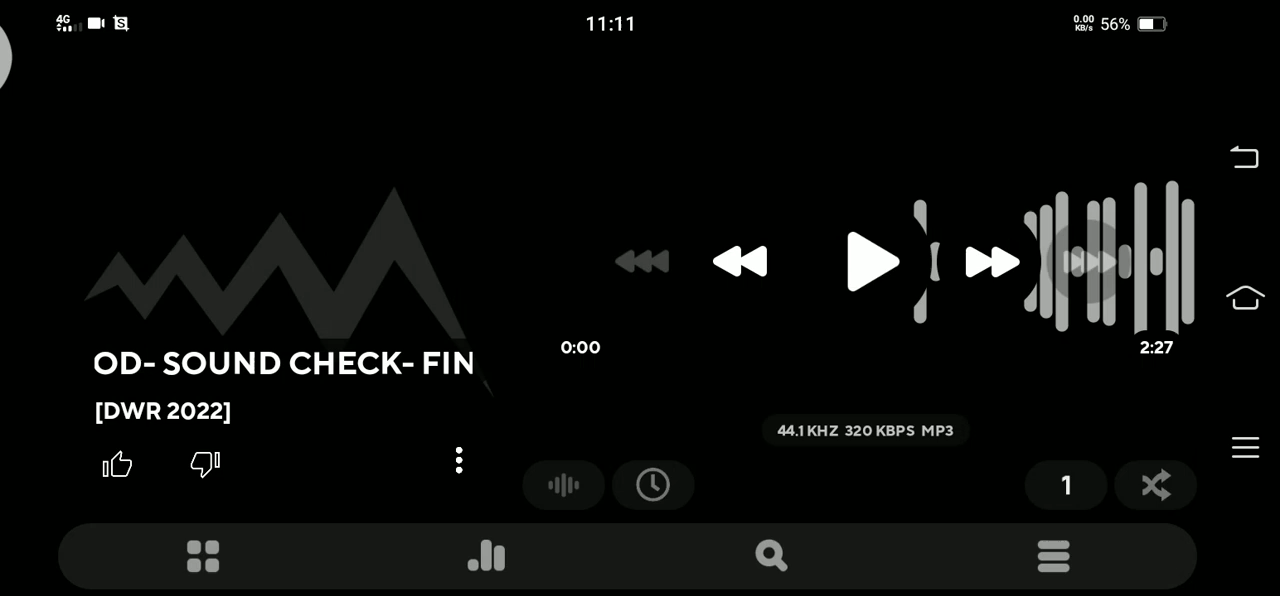 4G
11:11
0.00
KB/s
56%
OD- SOUND CHECK- FIN
[DWR 2022]
0:00
2:27
44.1 KHZ 320 KBPS MP3
1